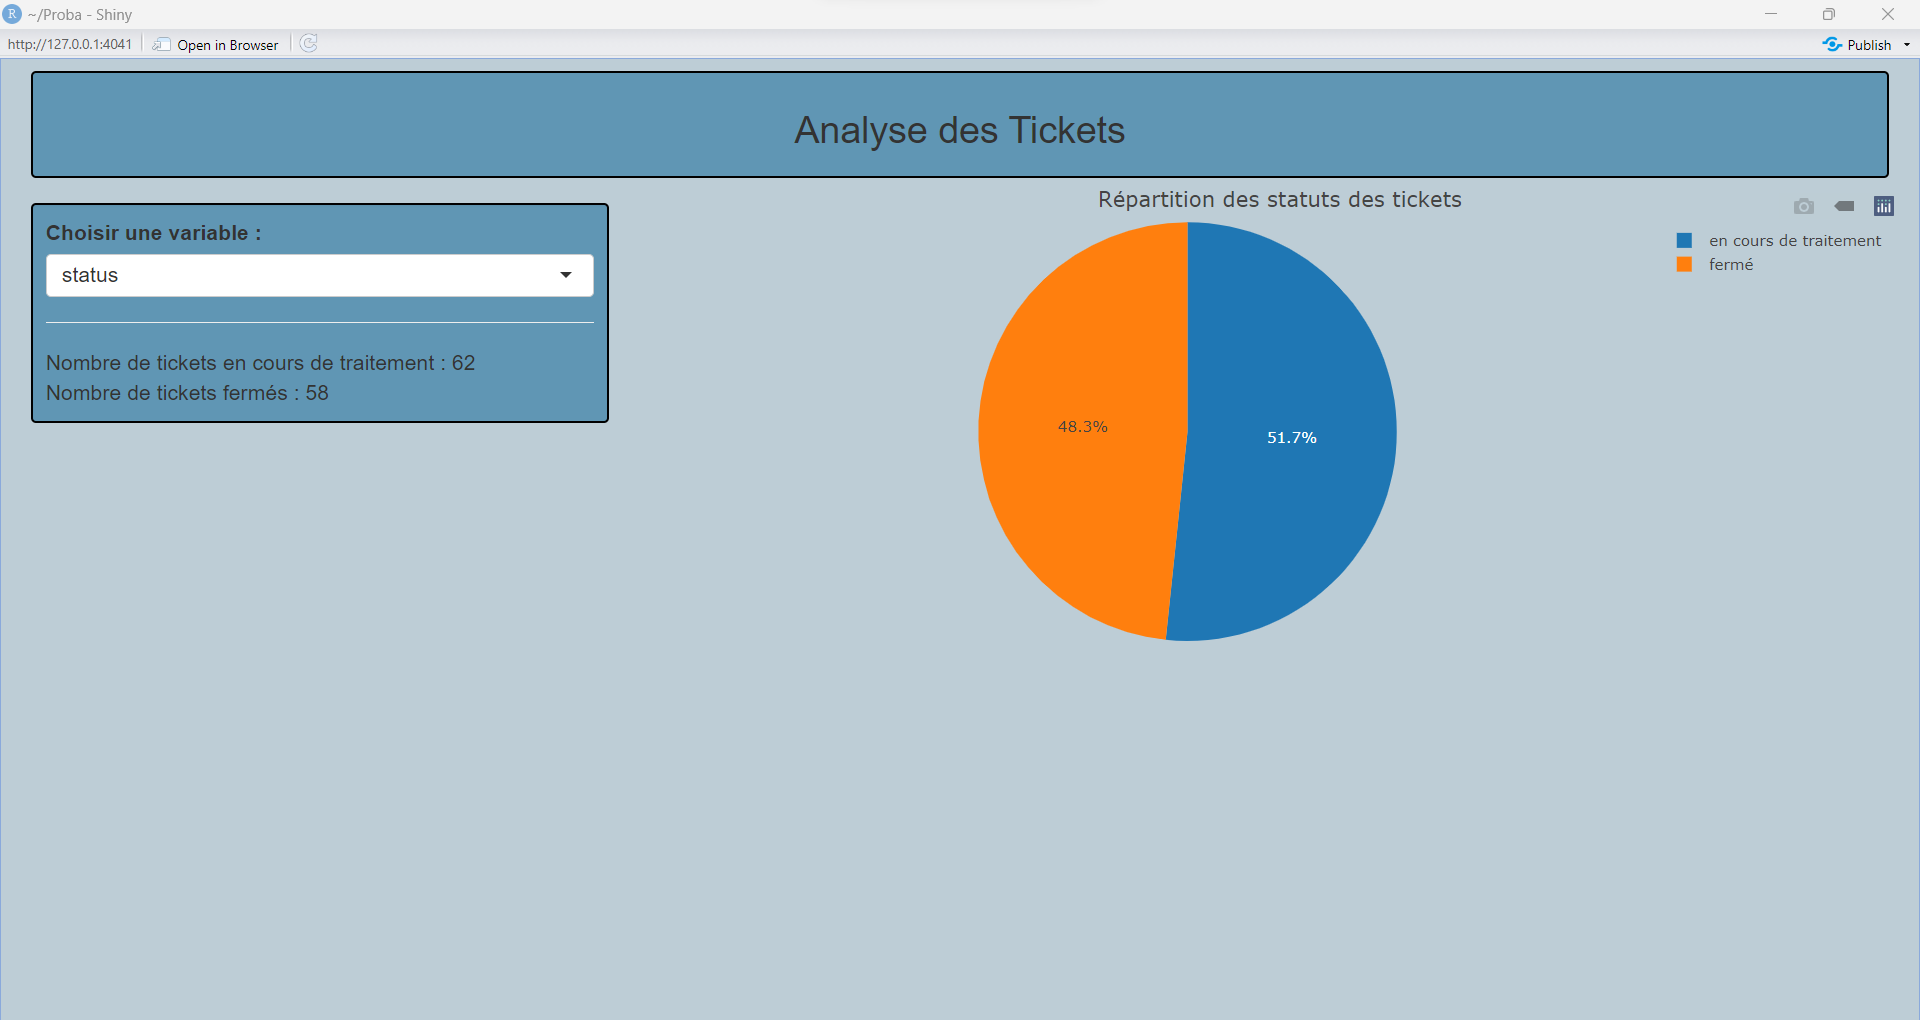 ~/Proba - Shiny
http://127.0.0.1:4041
Open in Browser
Publish
Analyse des Tickets
Choisir une variable :
status
Nombre de tickets en cours de traitement : 62
Nombre de tickets fermés : 58
Répartition des statuts des tickets
en cours de traitement
fermé
48.3%
51.7%